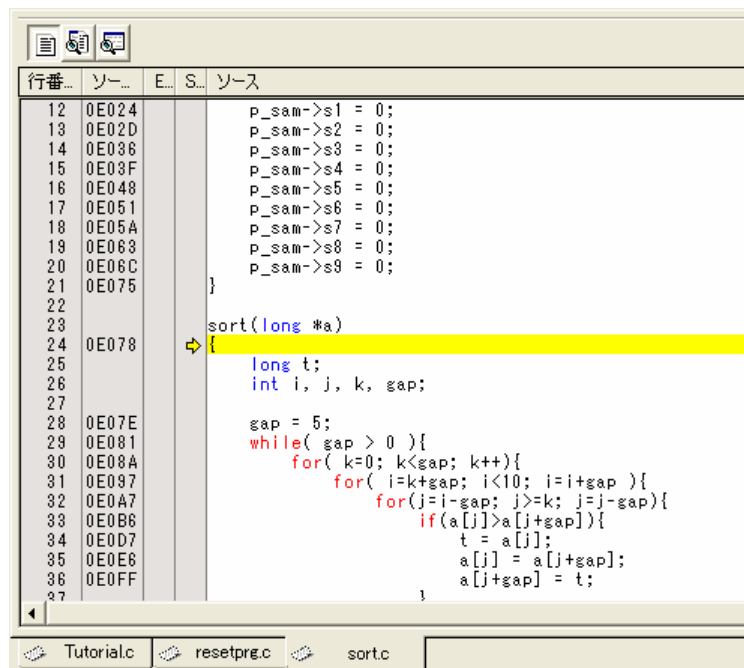 行番... ソー... E... S... ソース
12 0E024 p_sam->s1 = 0;
13 0E02D p_sam->s2 = 0;
14 0E036 p_sam->s3 = 0;
15 0E03F p_sam->s4 = 0;
16 0E048 p_sam->s5 = 0;
17 0E051 p_sam->s6 = 0;
18 0E05A p_sam->s7 = 0;
19 0E063 p_sam->s8 = 0;
20 0E06C p_sam->s9 = 0;
21 0E075 }
22
23 sort(long *a)
24 0E078 {
25 long t;
26 int i, j, k, gap;
27
28 0E07E gap = 5;
29 0E081 while( gap > 0 ){
30 0E08A for( k=0; k<gap; k++){
31 0E097 for( i=k+gap; i<10; i=i+gap ){
32 0E0A7 for(j=i-gap; j>=k; j=j-gap){
33 0E0B6 if(a[j]>a[j+gap]){
34 0E0D7 t = a[j];
35 0E0E6 a[j] = a[j+gap];
36 0E0FF a[j+gap] = t;
37 }
Tutorial.c resetprg.c sort.c